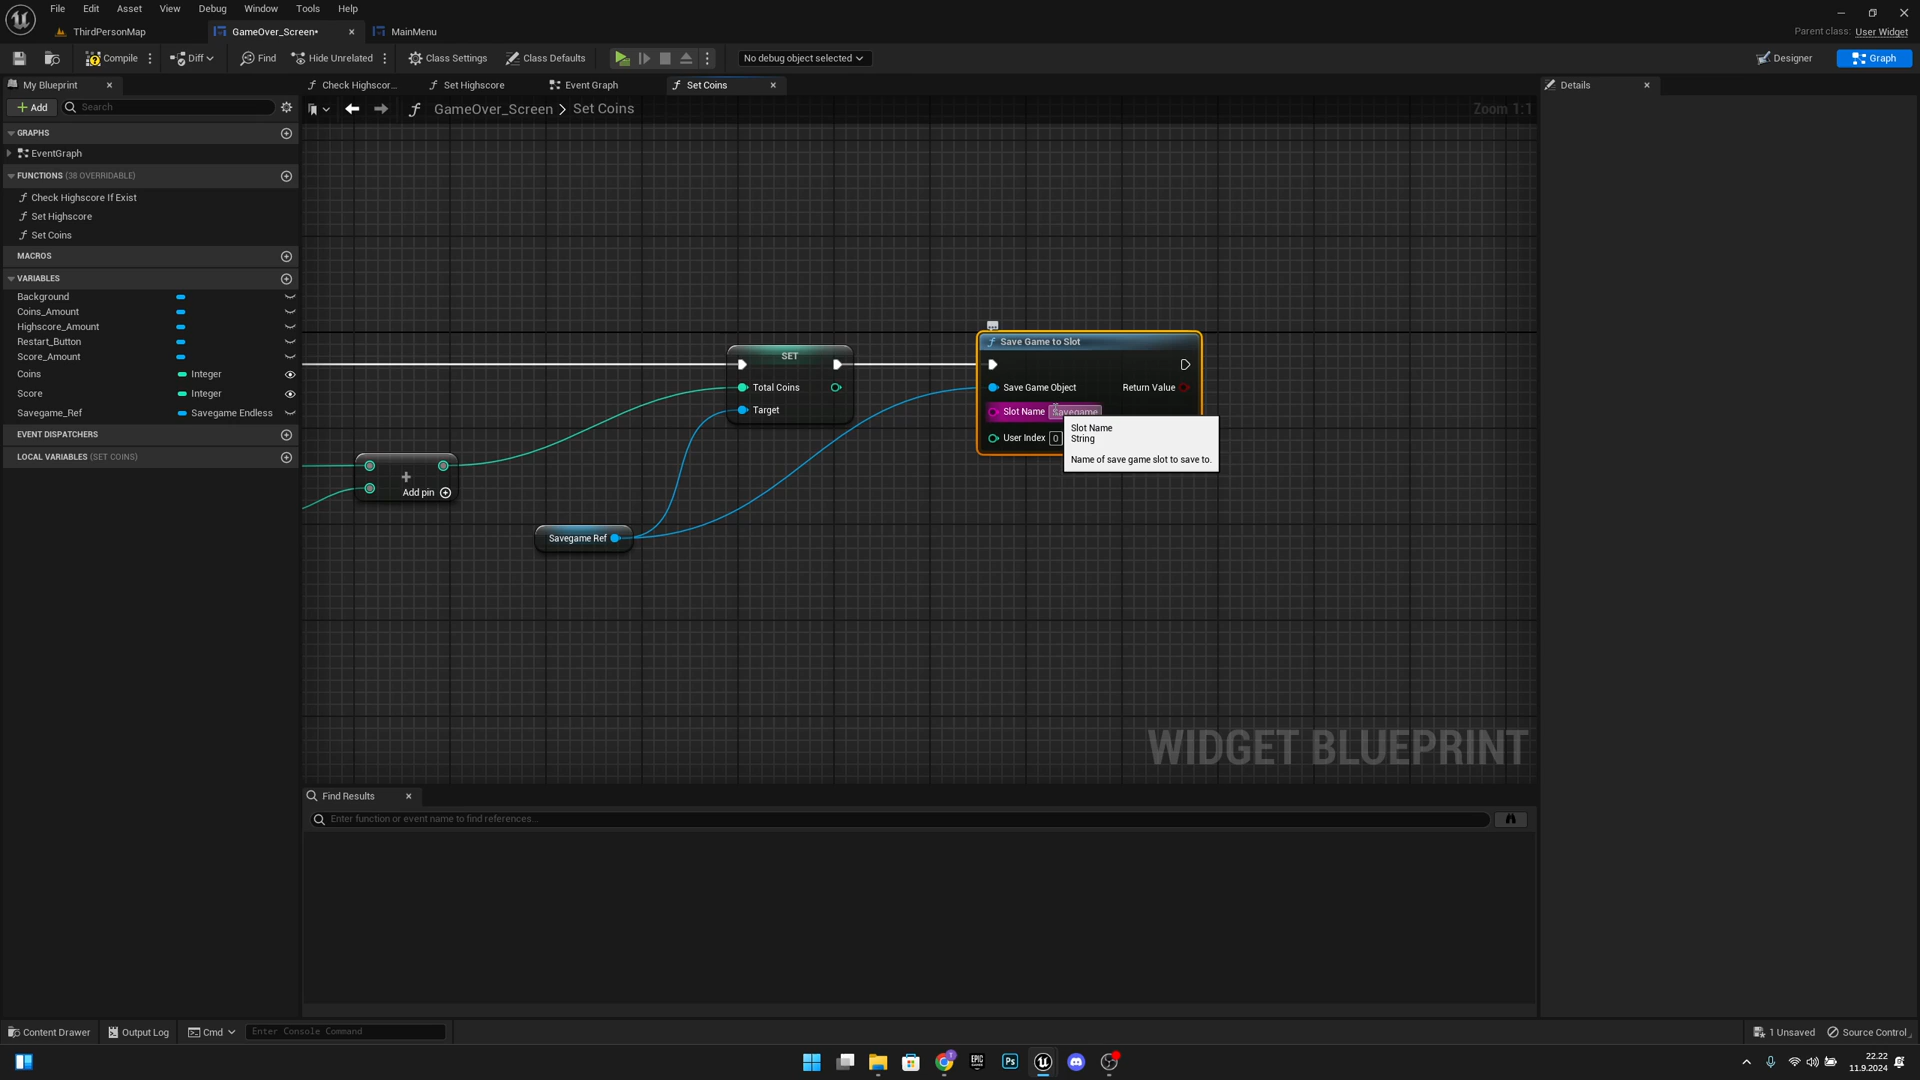 File Edit Asset View Debug Window Tools Help
ThirdPersonMap GameOver_Screen• MainMenu
Parent class: User Widget
Compile Diff Find Hide Unrelated Class Settings Class Defaults No debug object selected Designer Graph
My Blueprint Check Highscor... Set Highscore Event Graph Set Coins Details
Add Search GameOver_Screen > Set Coins Zoom 1:1
GRAPHS
EventGraph
FUNCTIONS (38 OVERRIDABLE)
Check Highscore If Exist
Set Highscore
Set Coins
MACROS
VARIABLES
Background
Coins_Amount
Highscore_Amount
Restart_Button
Score_Amount
Coins Integer
Score Integer
Savegame_Ref Savegame Endless
EVENT DISPATCHERS
LOCAL VARIABLES (SET COINS)
SET
Total Coins
Target
Add pin
Savegame Ref
Save Game to Slot
Save Game Object Return Value
Slot Name Savegame
User Index 0
Slot Name
String
Name of save game slot to save to.
WIDGET BLUEPRINT
Find Results
Enter function or event name to find references...
Content Drawer Output Log Cmd Enter Console Command 1 Unsaved Source Control
EPIC GAMES Ps
22.22
11.9.2024